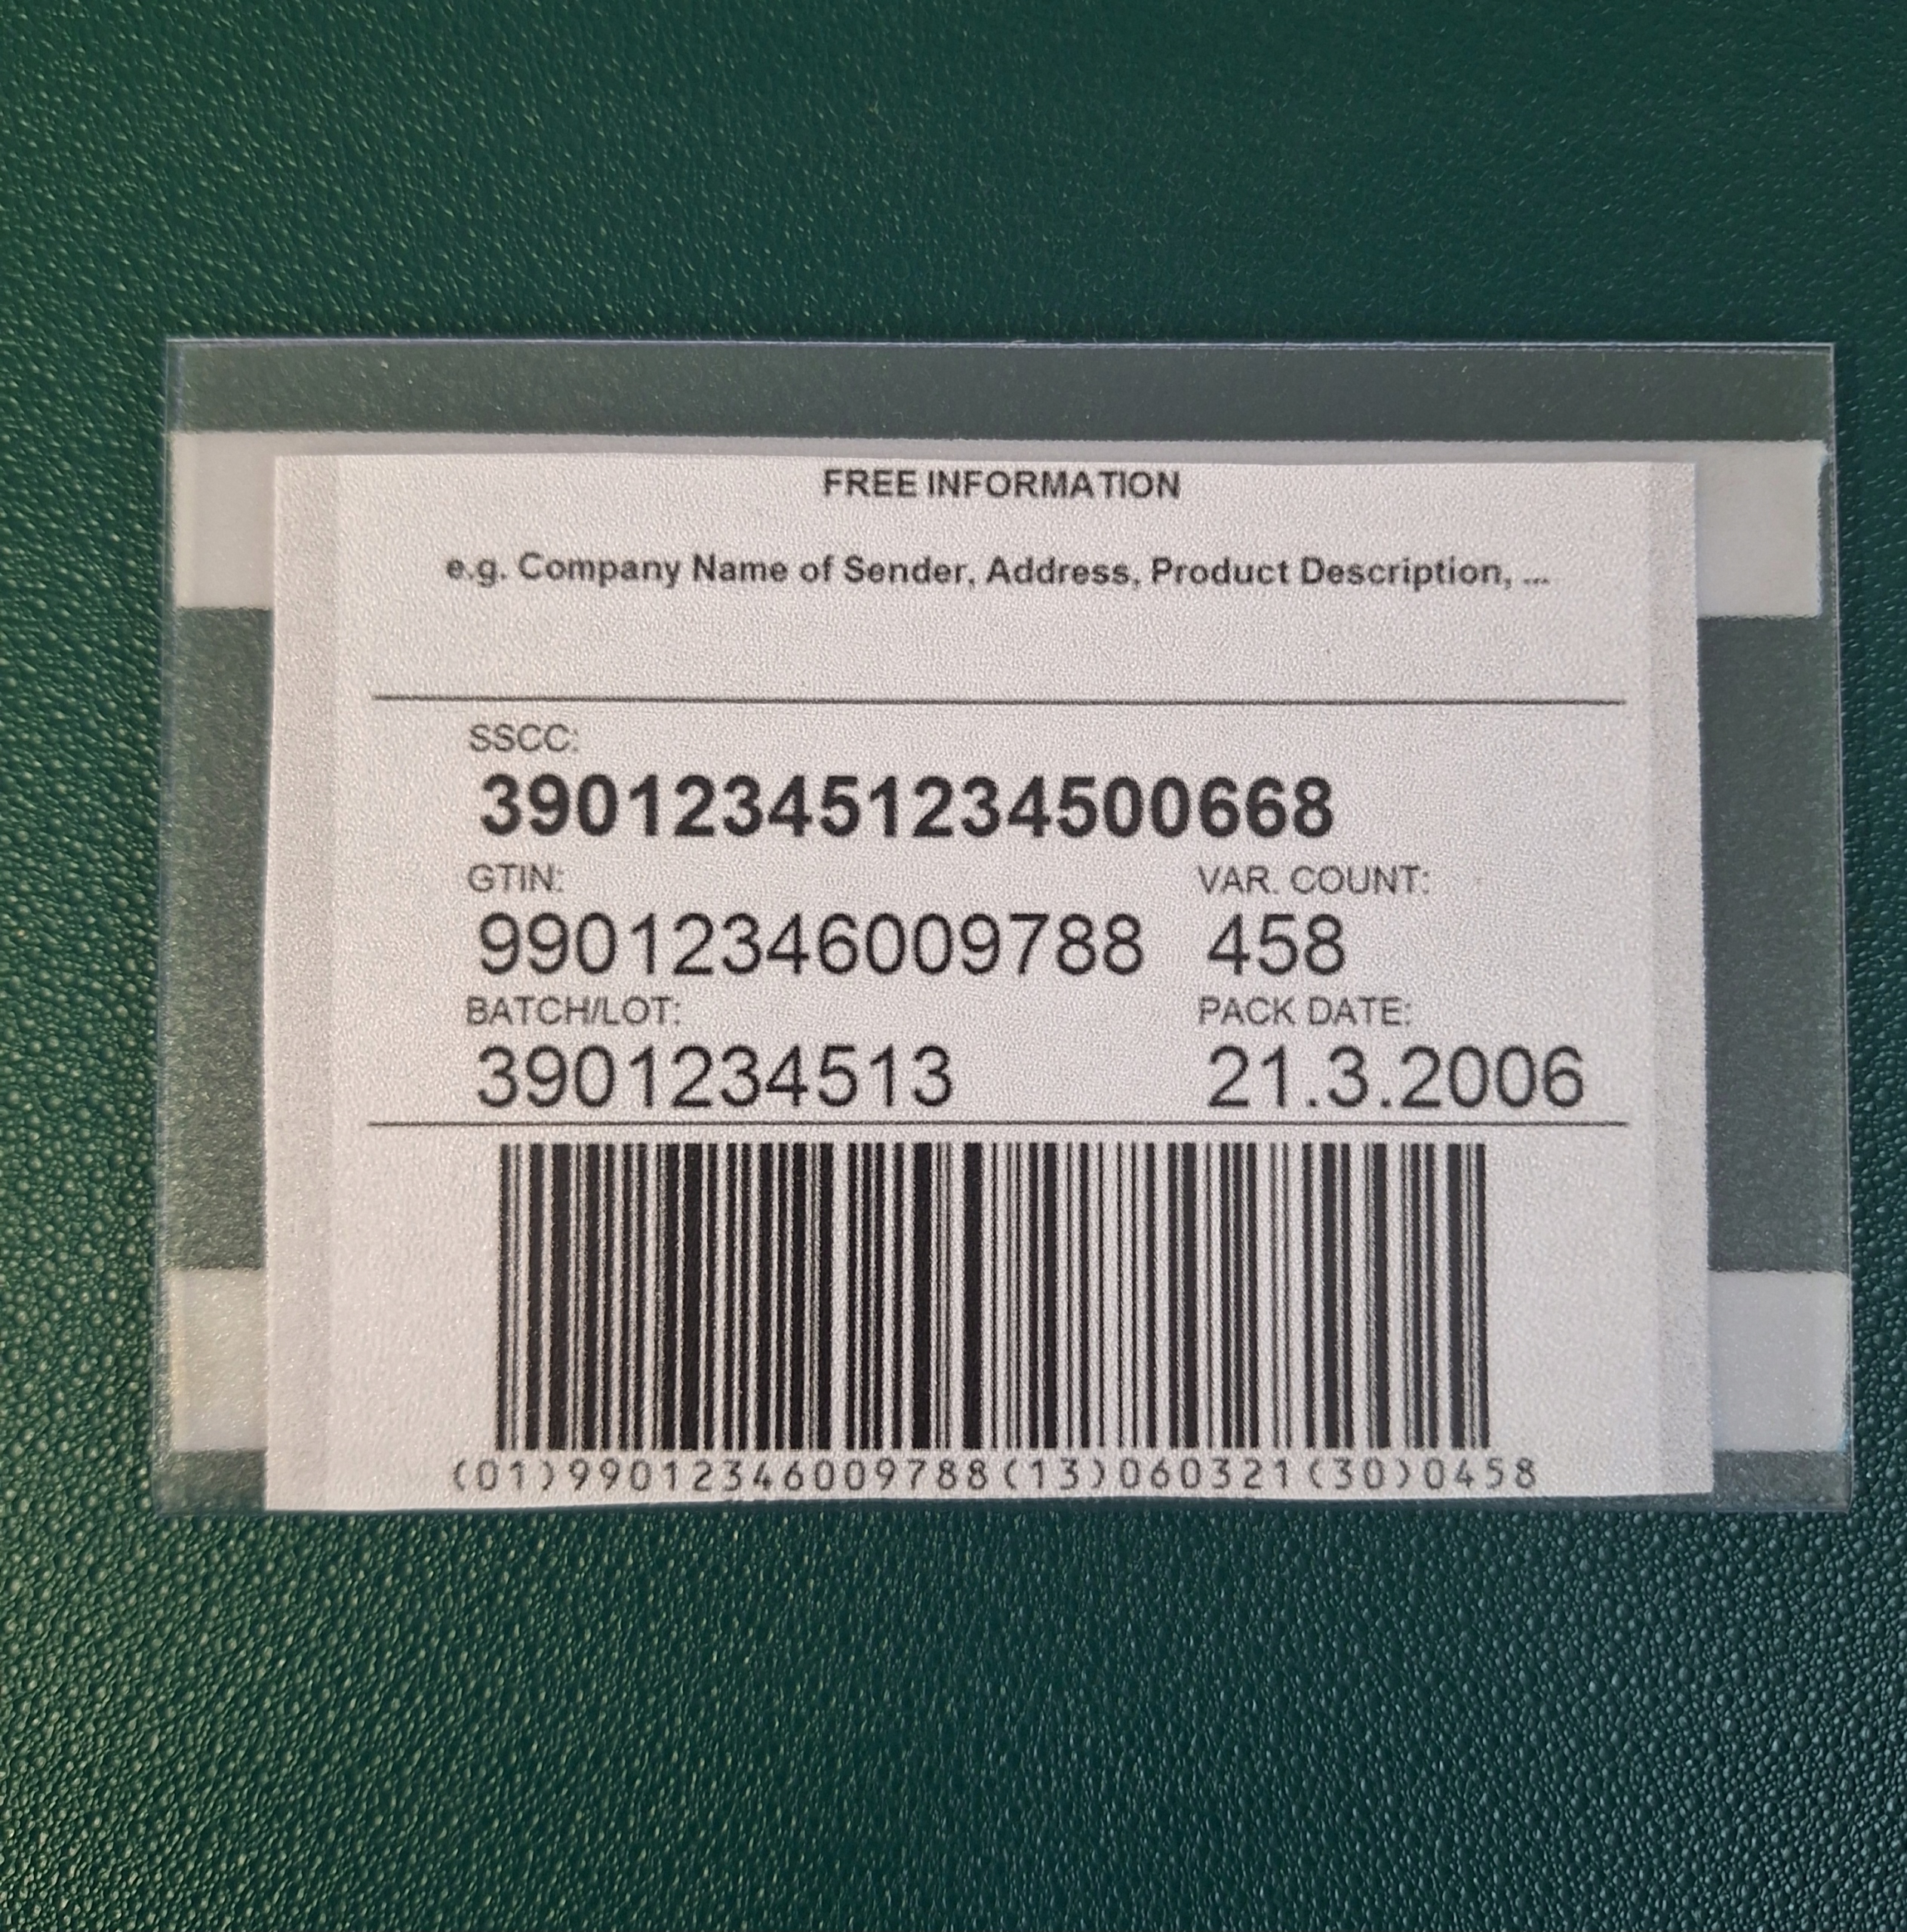 FREE INFORMATION
e.g. Company Name of Sender, Address, Product Description, ...
SSCC:
390123451234500668
GTIN: VAR. COUNT:
99012346009788 458
BATCH/LOT: PACK DATE:
3901234513 21.3.2006
(01)99012346009788(13)060321(30)0458